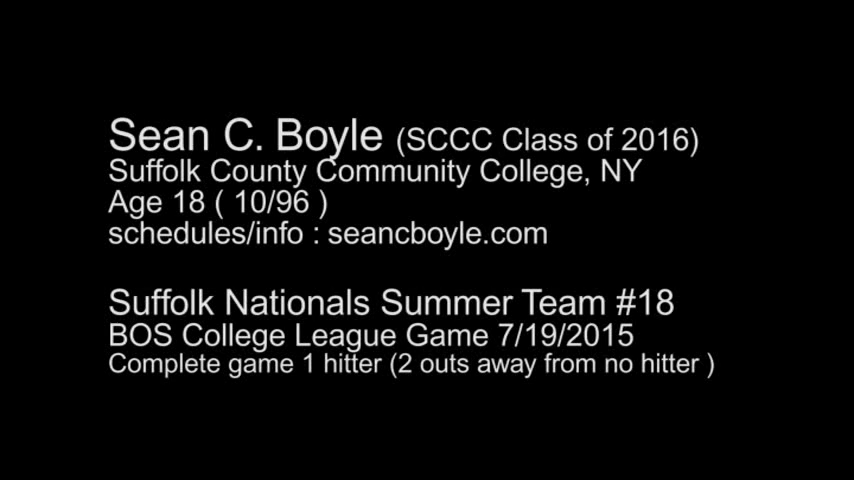 Sean C. Boyle (SCCC Class of 2016)
Suffolk County Community College, NY
Age 18 ( 10/96 )
schedules/info : seancboyle.com
Suffolk Nationals Summer Team #18
BOS College League Game 7/19/2015
Complete game 1 hitter (2 outs away from no hitter )